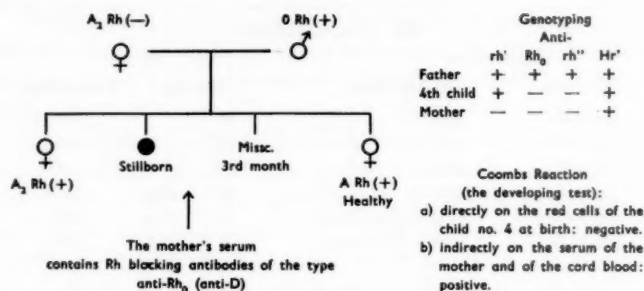 A₂ Rh (—)
O Rh (+)
A₂ Rh (+)
Stillborn
Missc.
3rd month
A Rh (+)
Healthy
The mother's serum
contains Rh blocking antibodies of the type
anti-Rh₀ (anti-D)
Genotyping
Anti-
rh' Rh₀ rh'' Hr'
Father + + + +
4th child + — — +
Mother — — — +
Coombs Reaction
(the developing test):
a) directly on the red cells of the
child no. 4 at birth: negative.
b) indirectly on the serum of the
mother and of the cord blood:
positive.